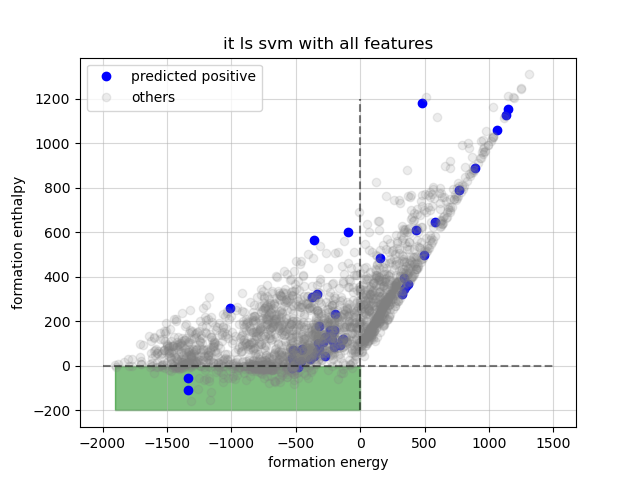 it ls svm with all features
predicted positive
others
formation enthalpy
1200
1000
800
600
400
200
0
−200
−2000 −1500 −1000 −500 0 500 1000 1500
formation energy